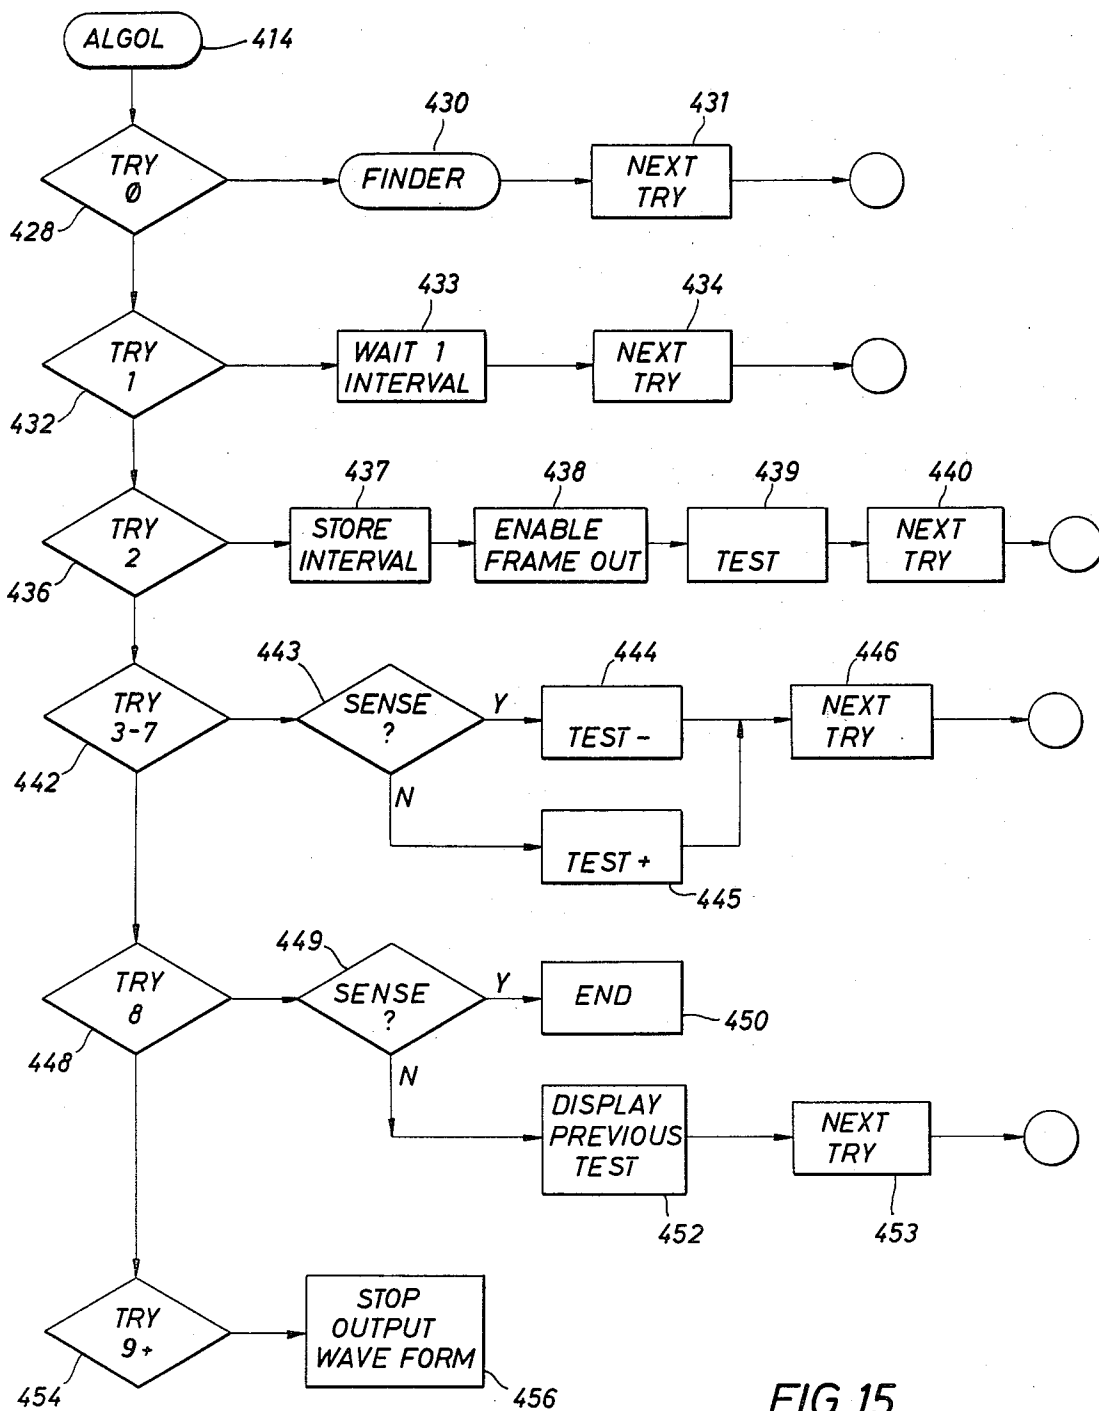 ALGOL
414
430
431
TRY
Ø
FINDER
NEXT
TRY
428
433
434
TRY
1
WAIT 1
INTERVAL
NEXT
TRY
432
437
438
439
440
TRY
2
STORE
INTERVAL
ENABLE
FRAME OUT
TEST
NEXT
TRY
436
443
444
446
TRY
3-7
SENSE
?
Y
TEST -
NEXT
TRY
442
N
TEST +
445
449
TRY
8
SENSE
?
Y
END
450
448
N
DISPLAY
PREVIOUS
TEST
NEXT
TRY
452
453
TRY
9+
STOP
OUTPUT
WAVE FORM
454
456
FIG. 15